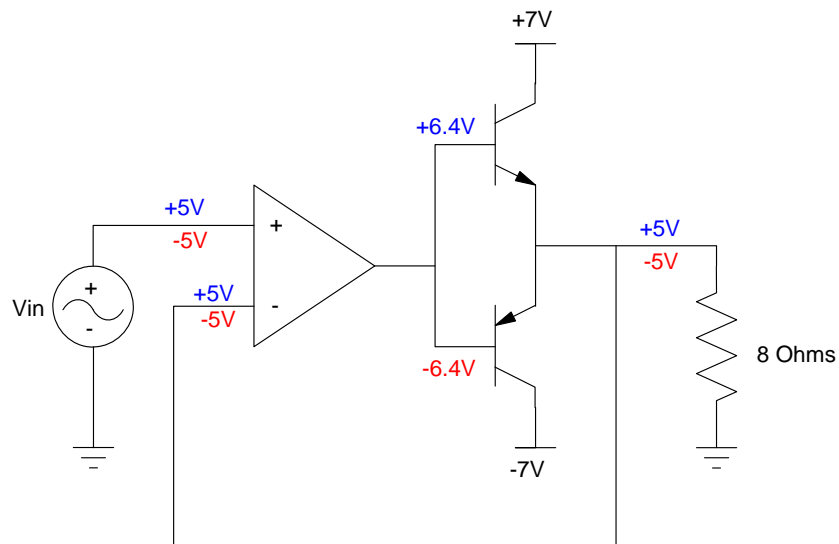 +7V
+6.4V
+5V
-5V
+
+5V
-5V
+
Vin
-
+5V
-5V
-
8 Ohms
-6.4V
-7V